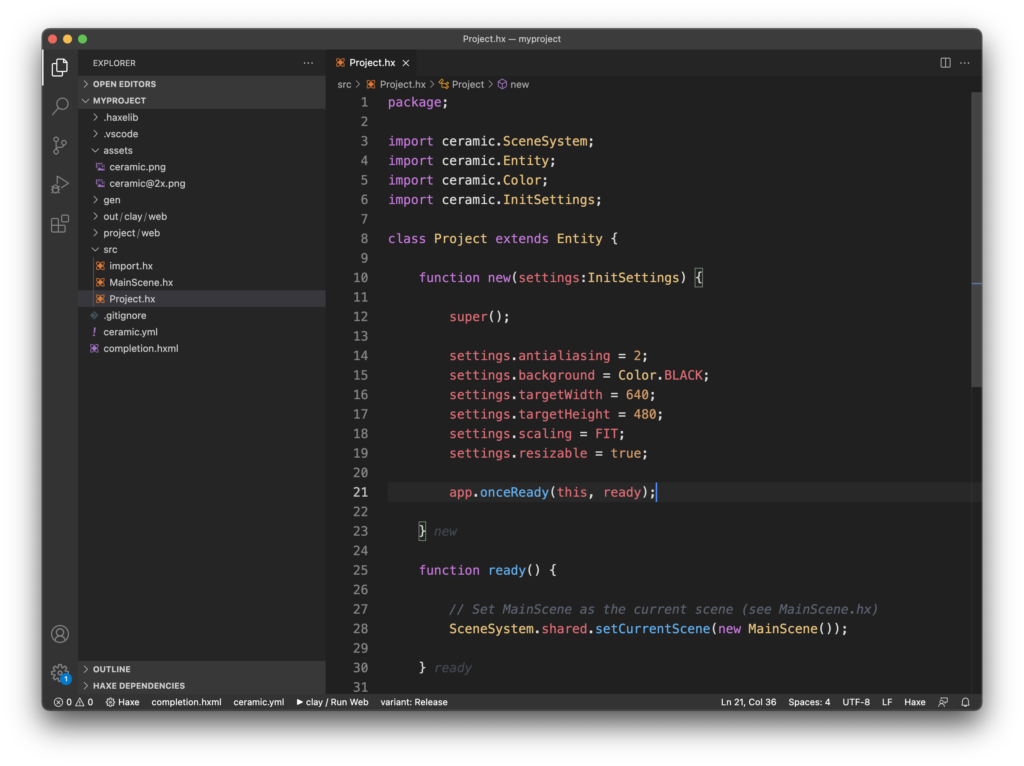 Project.hx — myproject
EXPLORER
OPEN EDITORS
MYPROJECT
.haxelib
.vscode
assets
ceramic.png
ceramic@2x.png
gen
out/clay/web
project/web
src
import.hx
MainScene.hx
Project.hx
.gitignore
ceramic.yml
completion.hxml
OUTLINE
HAXE DEPENDENCIES
1
Project.hx
src > Project.hx > Project > new
1 package;
2
3 import ceramic.SceneSystem;
4 import ceramic.Entity;
5 import ceramic.Color;
6 import ceramic.InitSettings;
7
8 class Project extends Entity {
9
10 function new(settings:InitSettings) {
11
12 super();
13
14 settings.antialiasing = 2;
15 settings.background = Color.BLACK;
16 settings.targetWidth = 640;
17 settings.targetHeight = 480;
18 settings.scaling = FIT;
19 settings.resizable = true;
20
21 app.onceReady(this, ready);
22
23 } new
24
25 function ready() {
26
27 // Set MainScene as the current scene (see MainScene.hx)
28 SceneSystem.shared.setCurrentScene(new MainScene());
29
30 } ready
31
0 0 Haxe completion.hxml ceramic.yml clay / Run Web variant: Release Ln 21, Col 36 Spaces: 4 UTF-8 LF Haxe